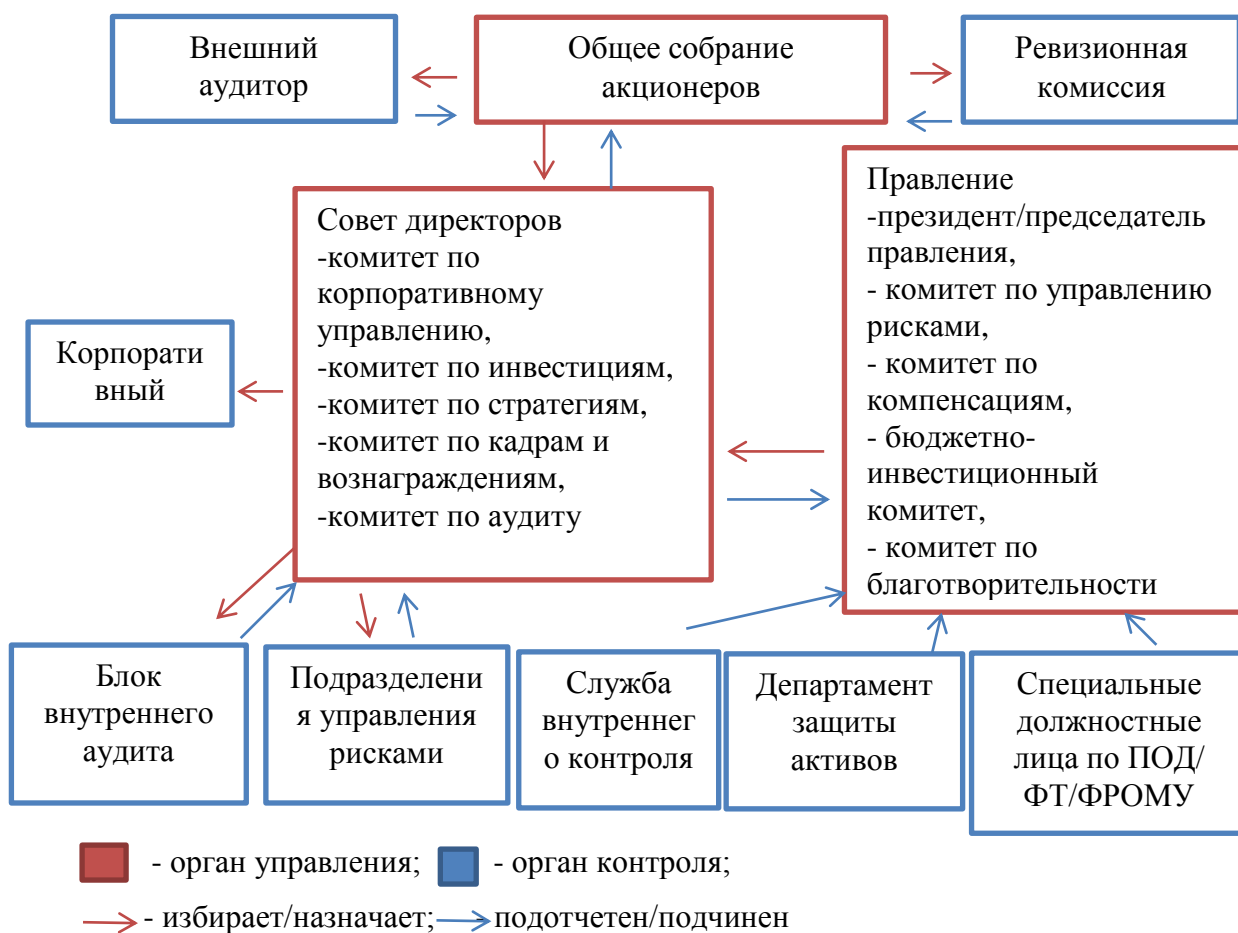 Внешний
аудитор
Общее собрание
акционеров
Ревизионная
комиссия
Совет директоров
-комитет по
корпоративному
управлению,
-комитет по инвестициям,
-комитет по стратегиям,
-комитет по кадрам и
вознаграждениям,
-комитет по аудиту
Правление
-президент/председатель
правления,
- комитет по управлению
рисками,
- комитет по
компенсациям,
- бюджетно-
инвестиционный
комитет,
- комитет по
благотворительности
Корпорати
вный
Блок
внутреннего
аудита
Подразделени
я управления
рисками
Служба
внутреннег
о контроля
Департамент
защиты
активов
Специальные
должностные
лица по ПОД/
ФТ/ФРОМУ
- орган управления; - орган контроля;
- избирает/назначает; - подотчетен/подчинен